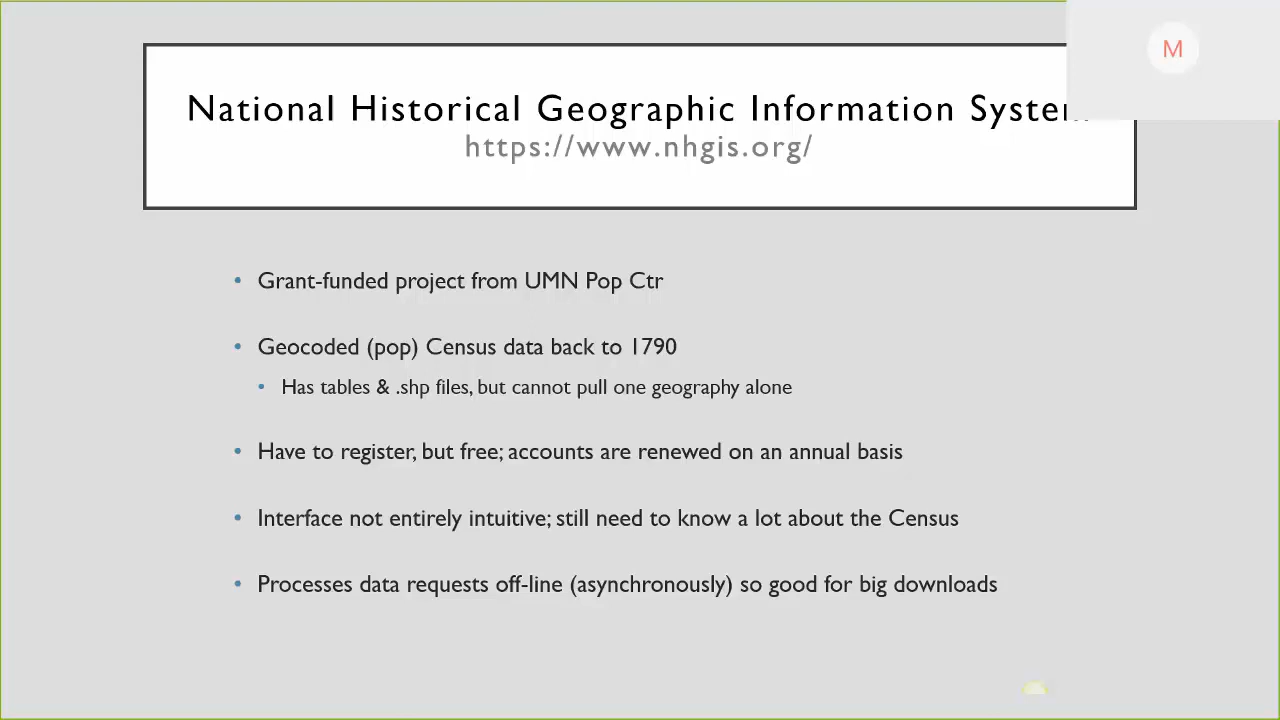 M
National Historical Geographic Information System
https://www.nhgis.org/
• Grant-funded project from UMN Pop Ctr
• Geocoded (pop) Census data back to 1790
• Has tables & .shp files, but cannot pull one geography alone
• Have to register, but free; accounts are renewed on an annual basis
• Interface not entirely intuitive; still need to know a lot about the Census
• Processes data requests off-line (asynchronously) so good for big downloads